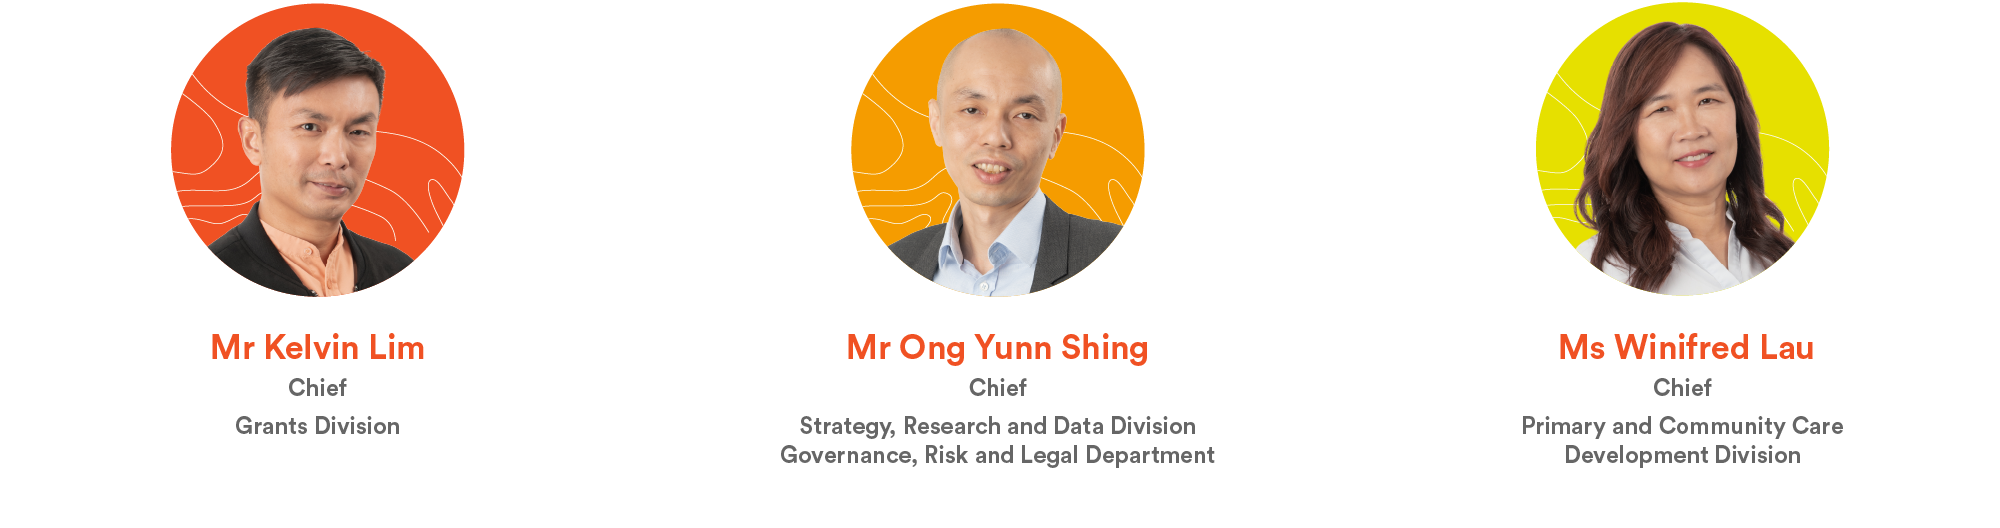 Mr Kelvin Lim
Chief
Grants Division
Mr Ong Yunn Shing
Chief
Strategy, Research and Data Division
Governance, Risk and Legal Department
Ms Winifred Lau
Chief
Primary and Community Care
Development Division